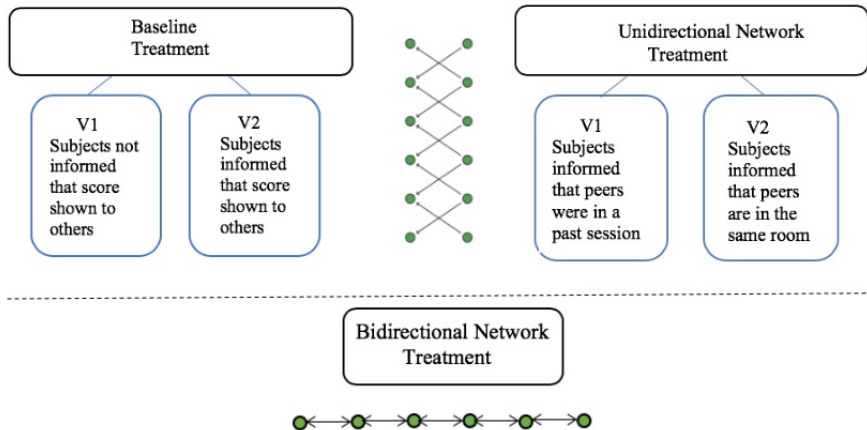 Baseline
Treatment
V1
Subjects not
informed
that score
shown to
others
V2
Subjects
informed
that score
shown to
others
Unidirectional Network
Treatment
V1
Subjects
informed
that peers
were in a
past session
V2
Subjects
informed
that peers
are in the
same room
Bidirectional Network
Treatment